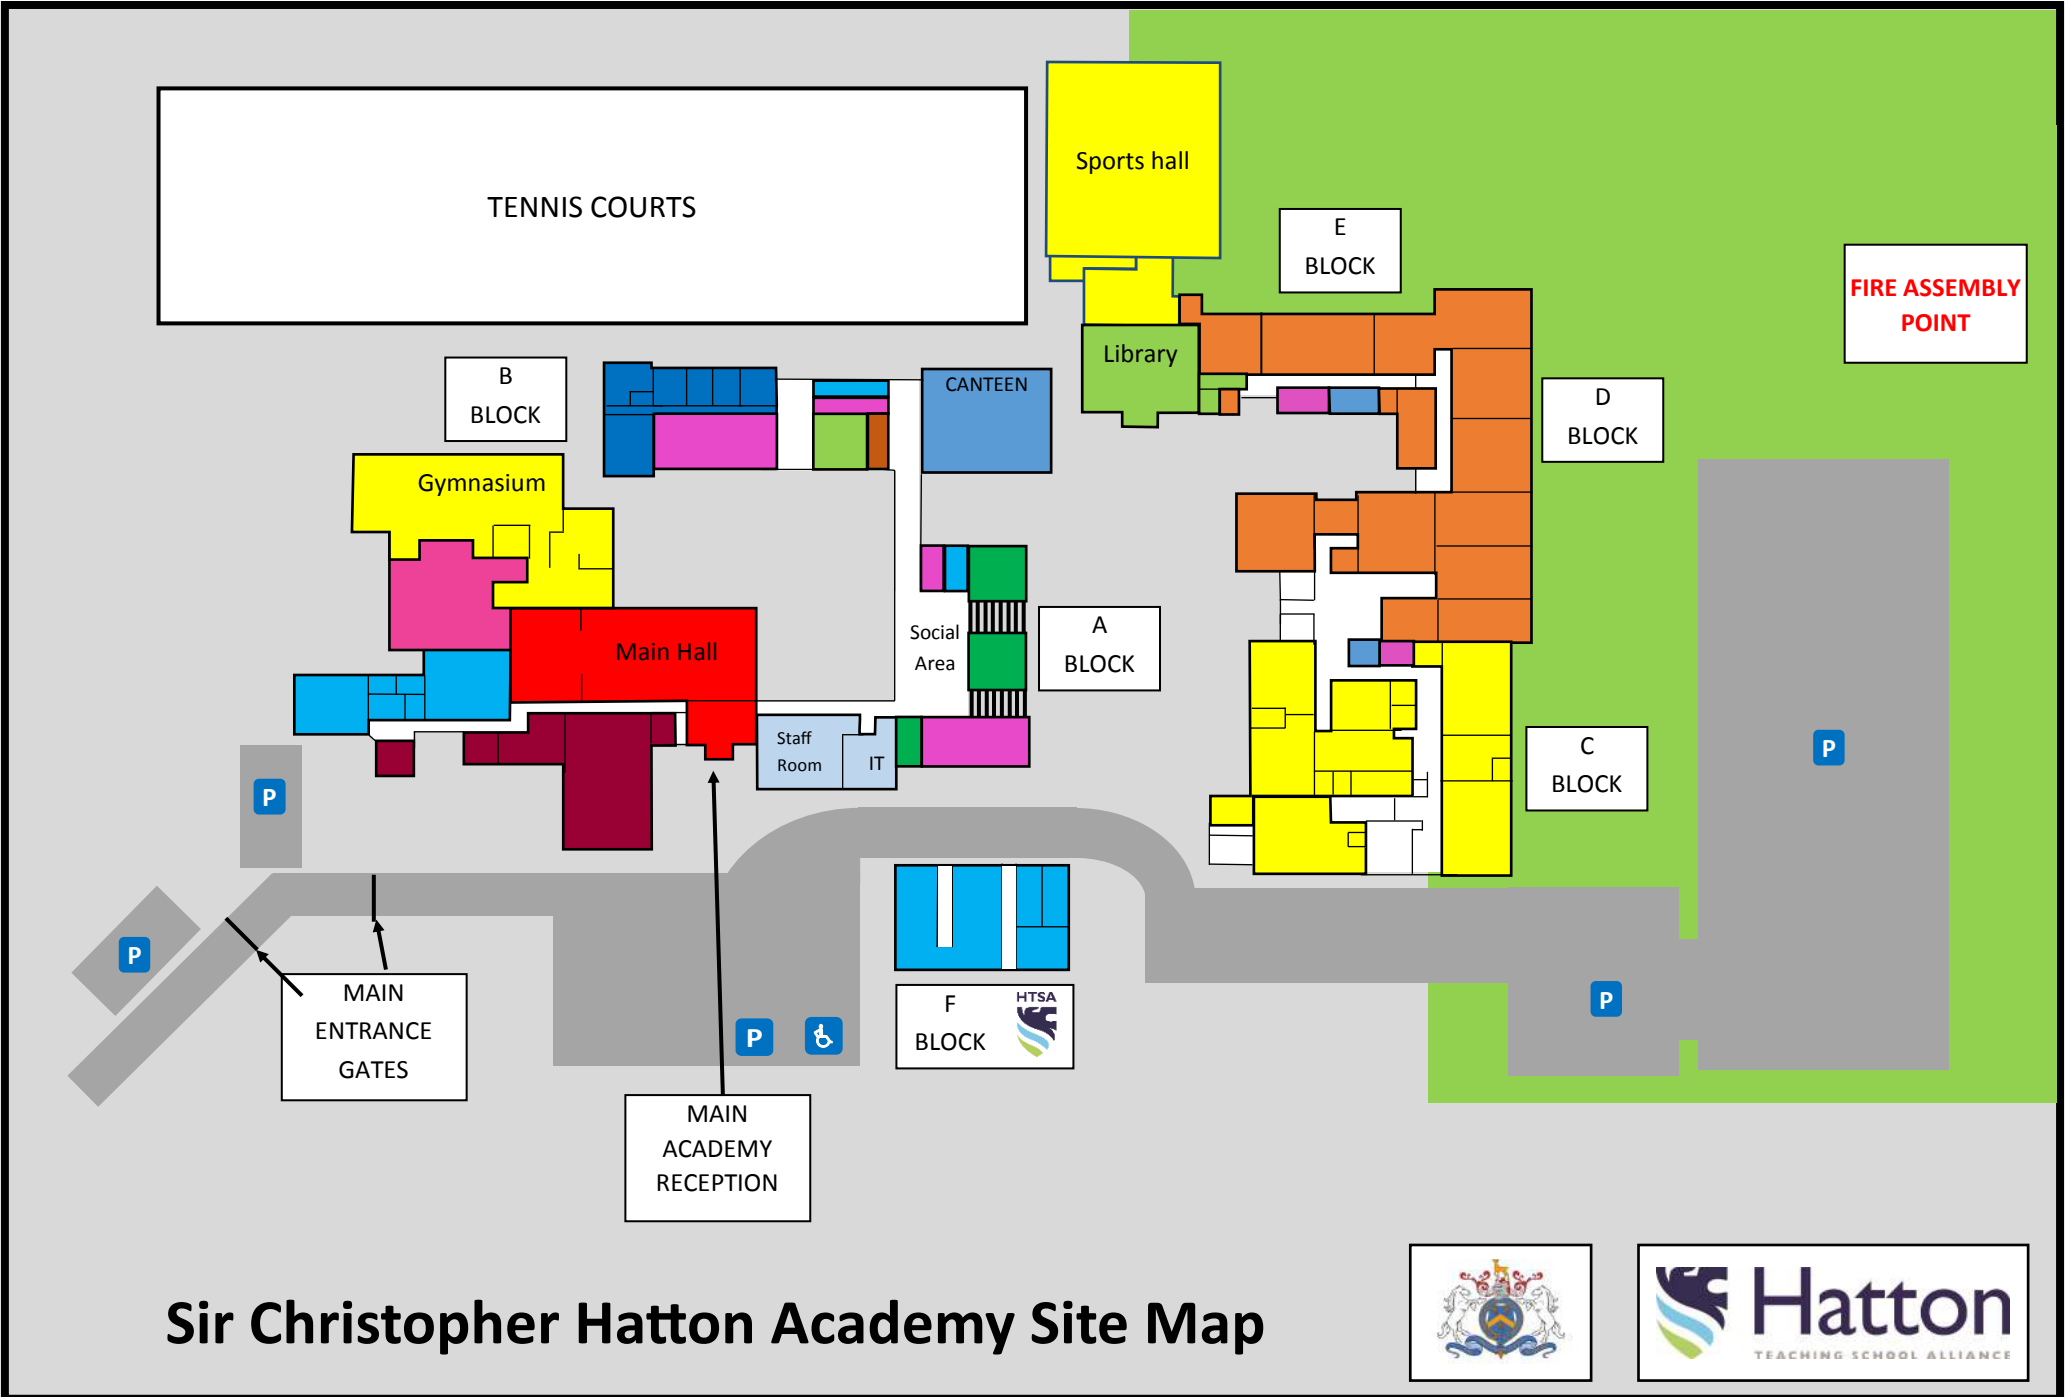 TENNIS COURTS
Sports hall
E
BLOCK
FIRE ASSEMBLY
POINT
Library
B
BLOCK
CANTEEN
D
BLOCK
Gymnasium
Social
Area
A
BLOCK
Main Hall
Staff
Room
IT
C
BLOCK
P
P
P
MAIN
ENTRANCE
GATES
P
F
BLOCK
HTSA
P
MAIN
ACADEMY
RECEPTION
Sir Christopher Hatton Academy Site Map
Hatton
TEACHING SCHOOL ALLIANCE